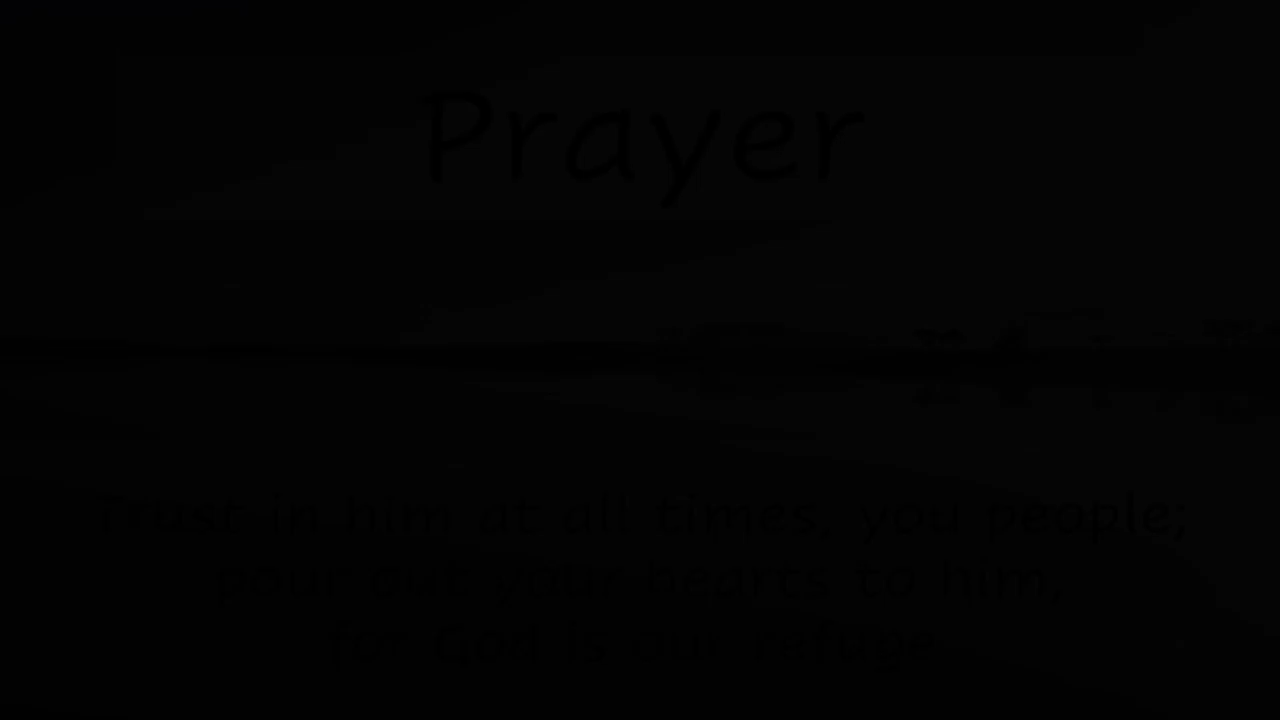 Prayer
Trust in him at all times, you people;
pour out your hearts to him,
for God is our refuge